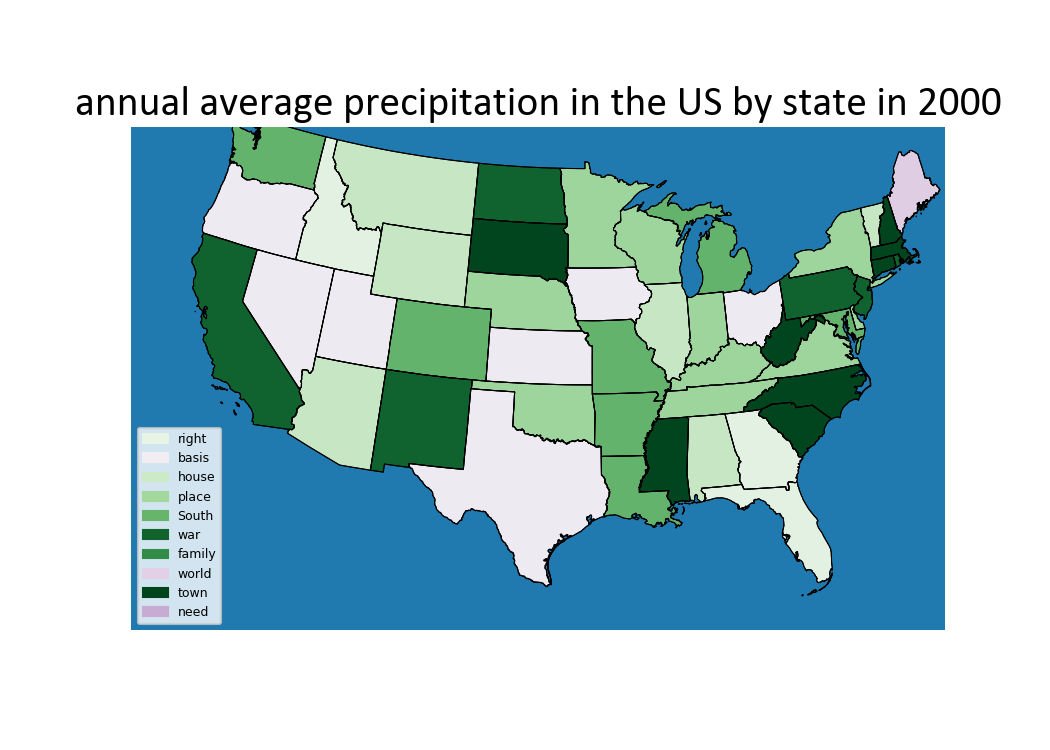 annual average precipitation in the US by state in 2000
right
basis
house
place
South
war
family
world
town
need